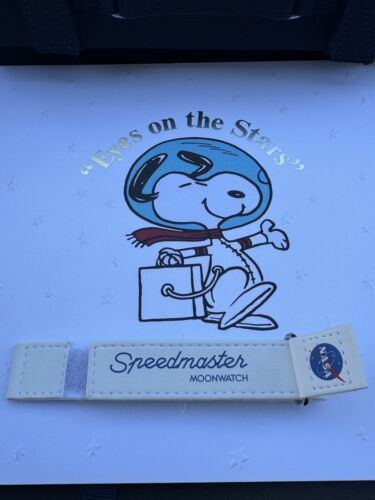 "Eyes on the Stars"
Speedmaster
MOONWATCH
NASA